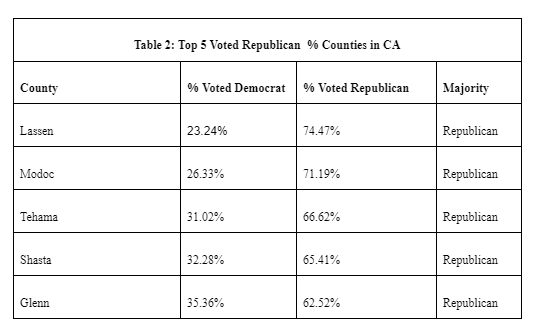 Table 2: Top 5 Voted Republican % Counties in CA
County % Voted Democrat % Voted Republican Majority
Lassen 23.24% 74.47% Republican
Modoc 26.33% 71.19% Republican
Tehama 31.02% 66.62% Republican
Shasta 32.28% 65.41% Republican
Glenn 35.36% 62.52% Republican